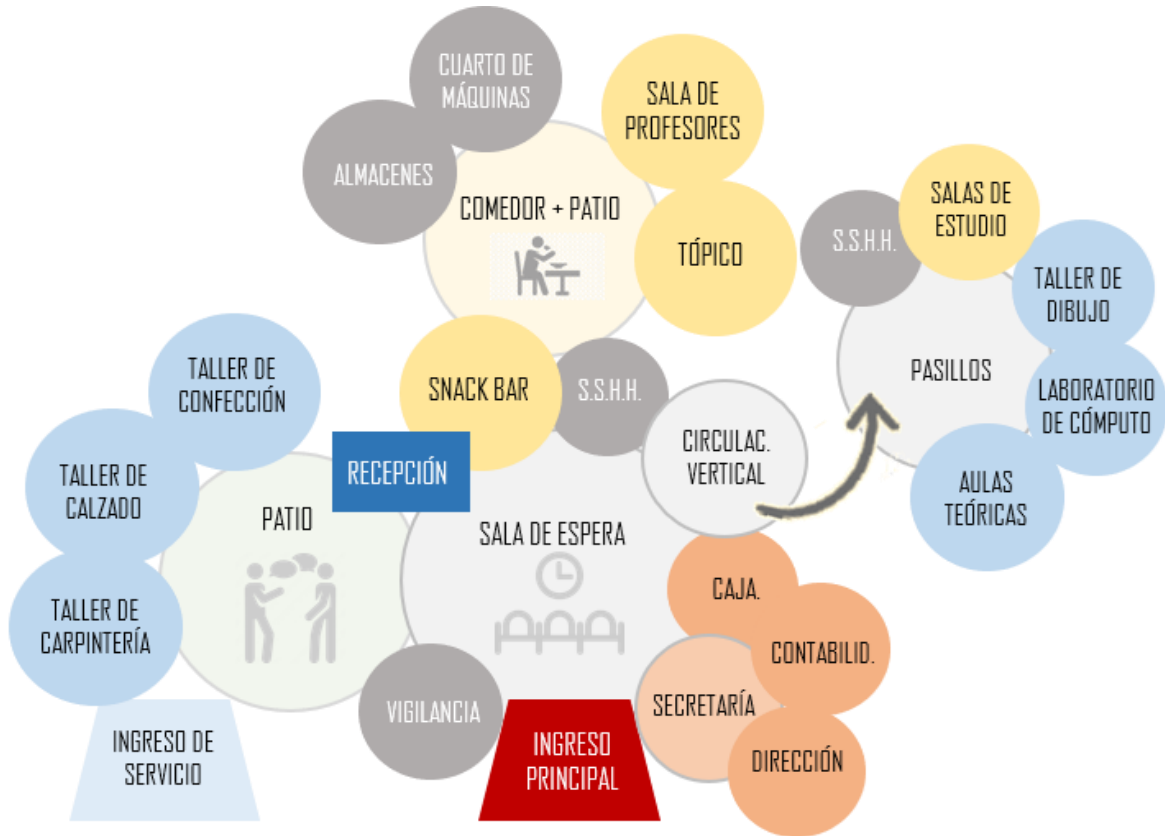 CUARTO DE
MÁQUINAS
SALA DE
PROFESORES
ALMACENES
COMEDOR + PATIO
TÓPICO
S.S.H.H.
SALAS DE
ESTUDIO
TALLER DE
DIBUJO
PASILLOS
LABORATORIO
DE CÓMPUTO
AULAS
TEÓRICAS
TALLER DE
CONFECCIÓN
SNACK BAR
S.S.H.H.
CIRCULAC.
VERTICAL
RECEPCIÓN
TALLER DE
CALZADO
PATIO
SALA DE ESPERA
CAJA.
TALLER DE
CARPINTERÍA
CONTABILID.
SECRETARÍA
VIGILANCIA
INGRESO DE
SERVICIO
INGRESO
PRINCIPAL
DIRECCIÓN